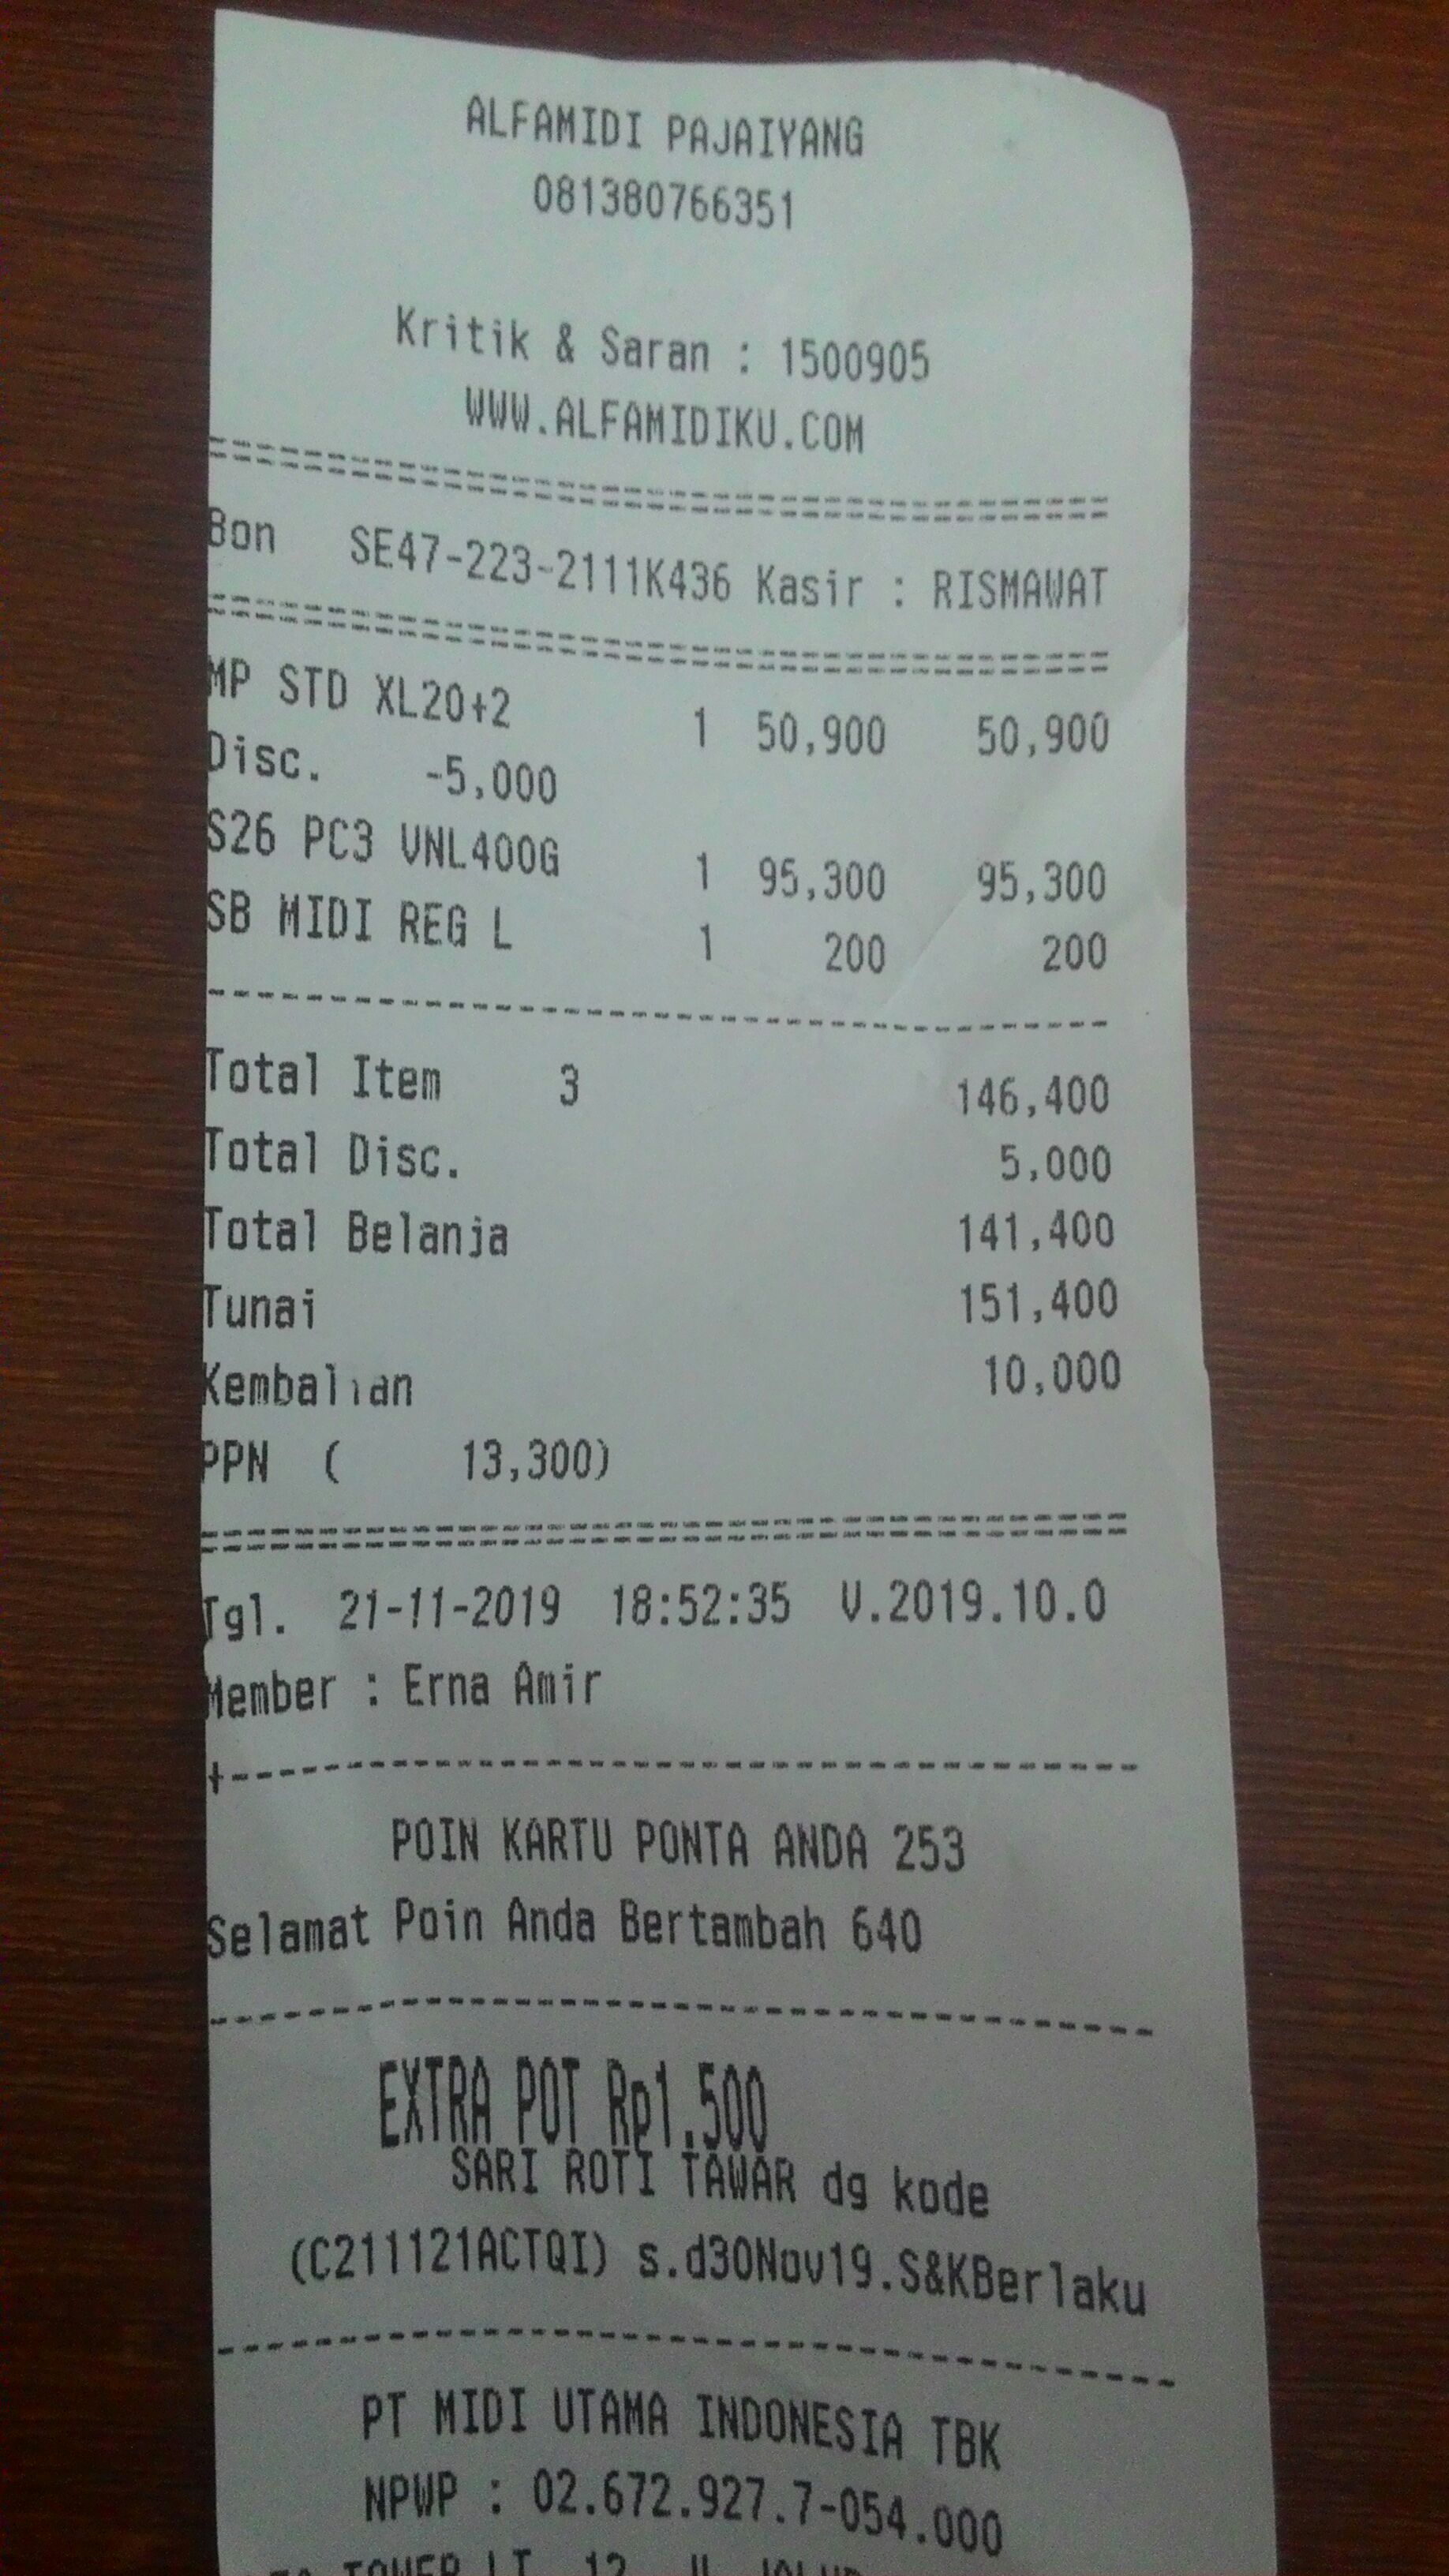 ALFAMIDI PAJAIYANG
081380766351
Kritik & Saran : 1500905
WWW.ALFAMIDIKU.COM
Bon SE47-223-2111K436 Kasir : RISMAWAT
MP STD XL20+2 1 50,900 50,900
Disc. -5,000
S26 PC3 VNL400G 1 95,300 95,300
SB MIDI REG L 1 200 200
Total Item 3 146,400
Total Disc. 5,000
Total Belanja 141,400
Tunai 151,400
Kembalian 10,000
PPN ( 13,300)
Tgl. 21-11-2019 18:52:35 V.2019.10.0
Member : Erna Amir
POIN KARTU PONTA ANDA 253
Selamat Poin Anda Bertambah 640
EXTRA POT Rp1.500
SARI ROTI TAWAR dg kode
(C211121ACTQI) s.d30Nov19.S&KBerlaku
PT MIDI UTAMA INDONESIA TBK
NPWP : 02.672.927.7-054.000
TOWER LT. 12